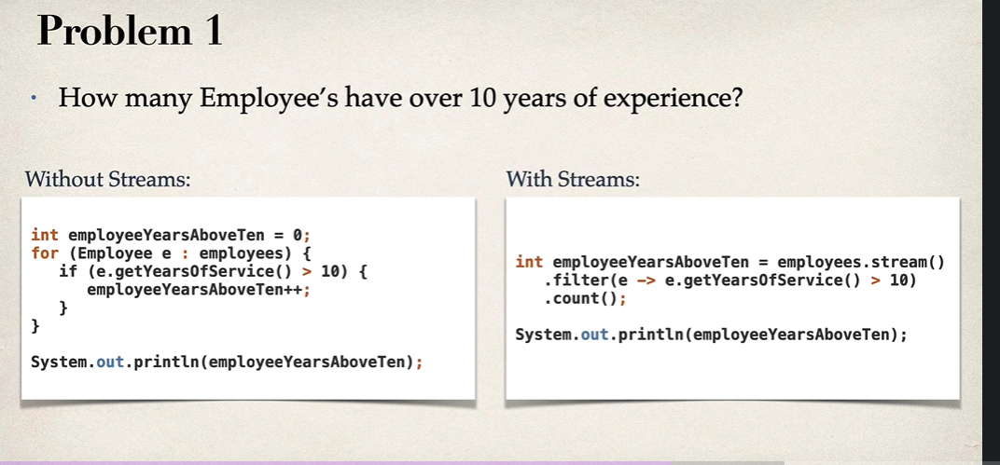 Problem 1
• How many Employee’s have over 10 years of experience?
Without Streams:
int employeeYearsAboveTen = 0;
for (Employee e : employees) {
   if (e.getYearsOfService() > 10) {
      employeeYearsAboveTen++;
   }
}

System.out.println(employeeYearsAboveTen);
With Streams:
int employeeYearsAboveTen = employees.stream()
   .filter(e -> e.getYearsOfService() > 10)
   .count();

System.out.println(employeeYearsAboveTen);